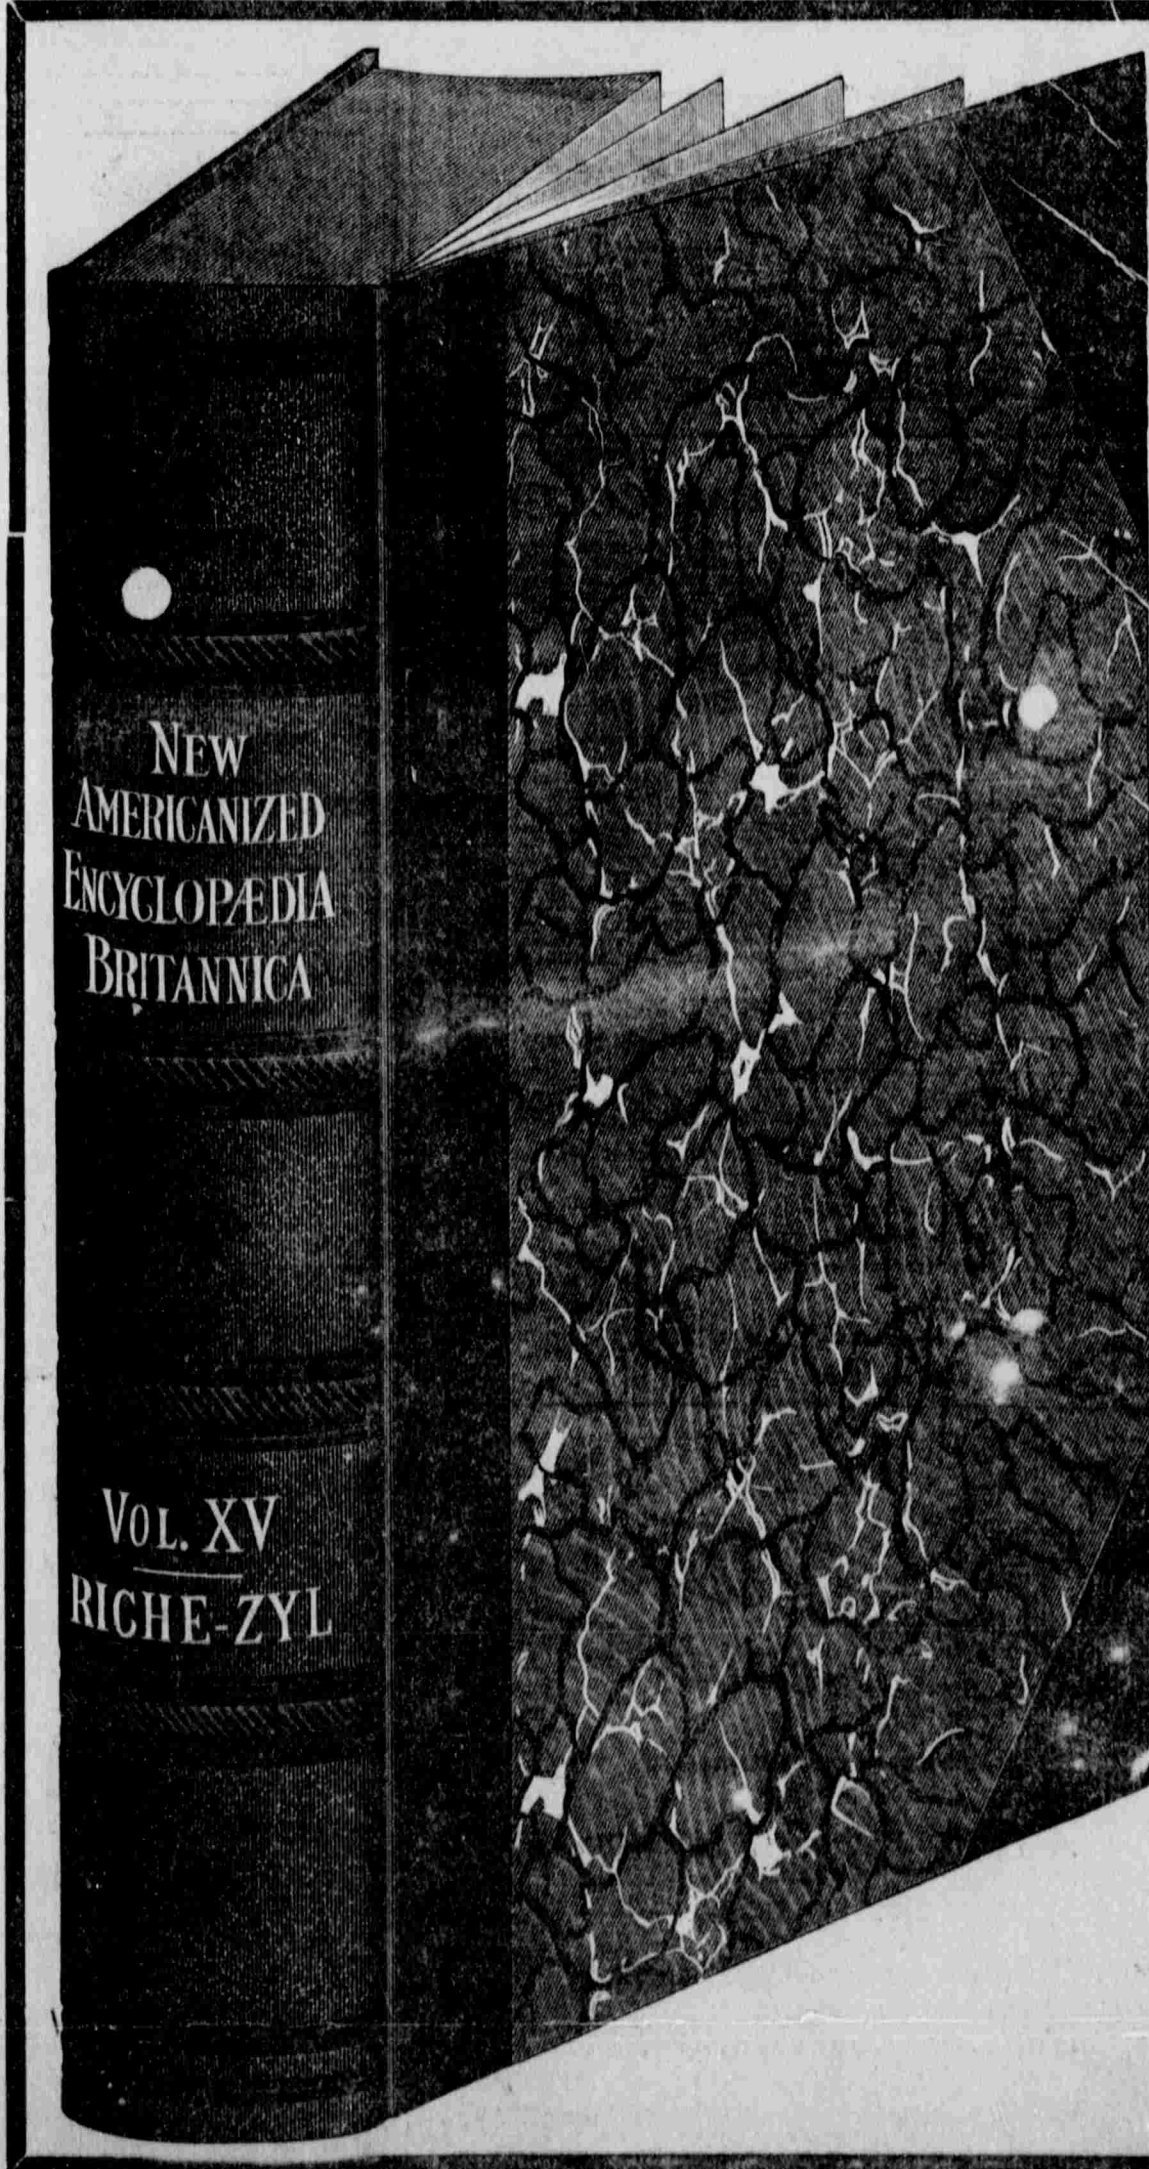 NEW
AMERICANIZED
ENCYCLOPÆDIA
BRITANNICA
VOL. XV
RICHE-ZYL